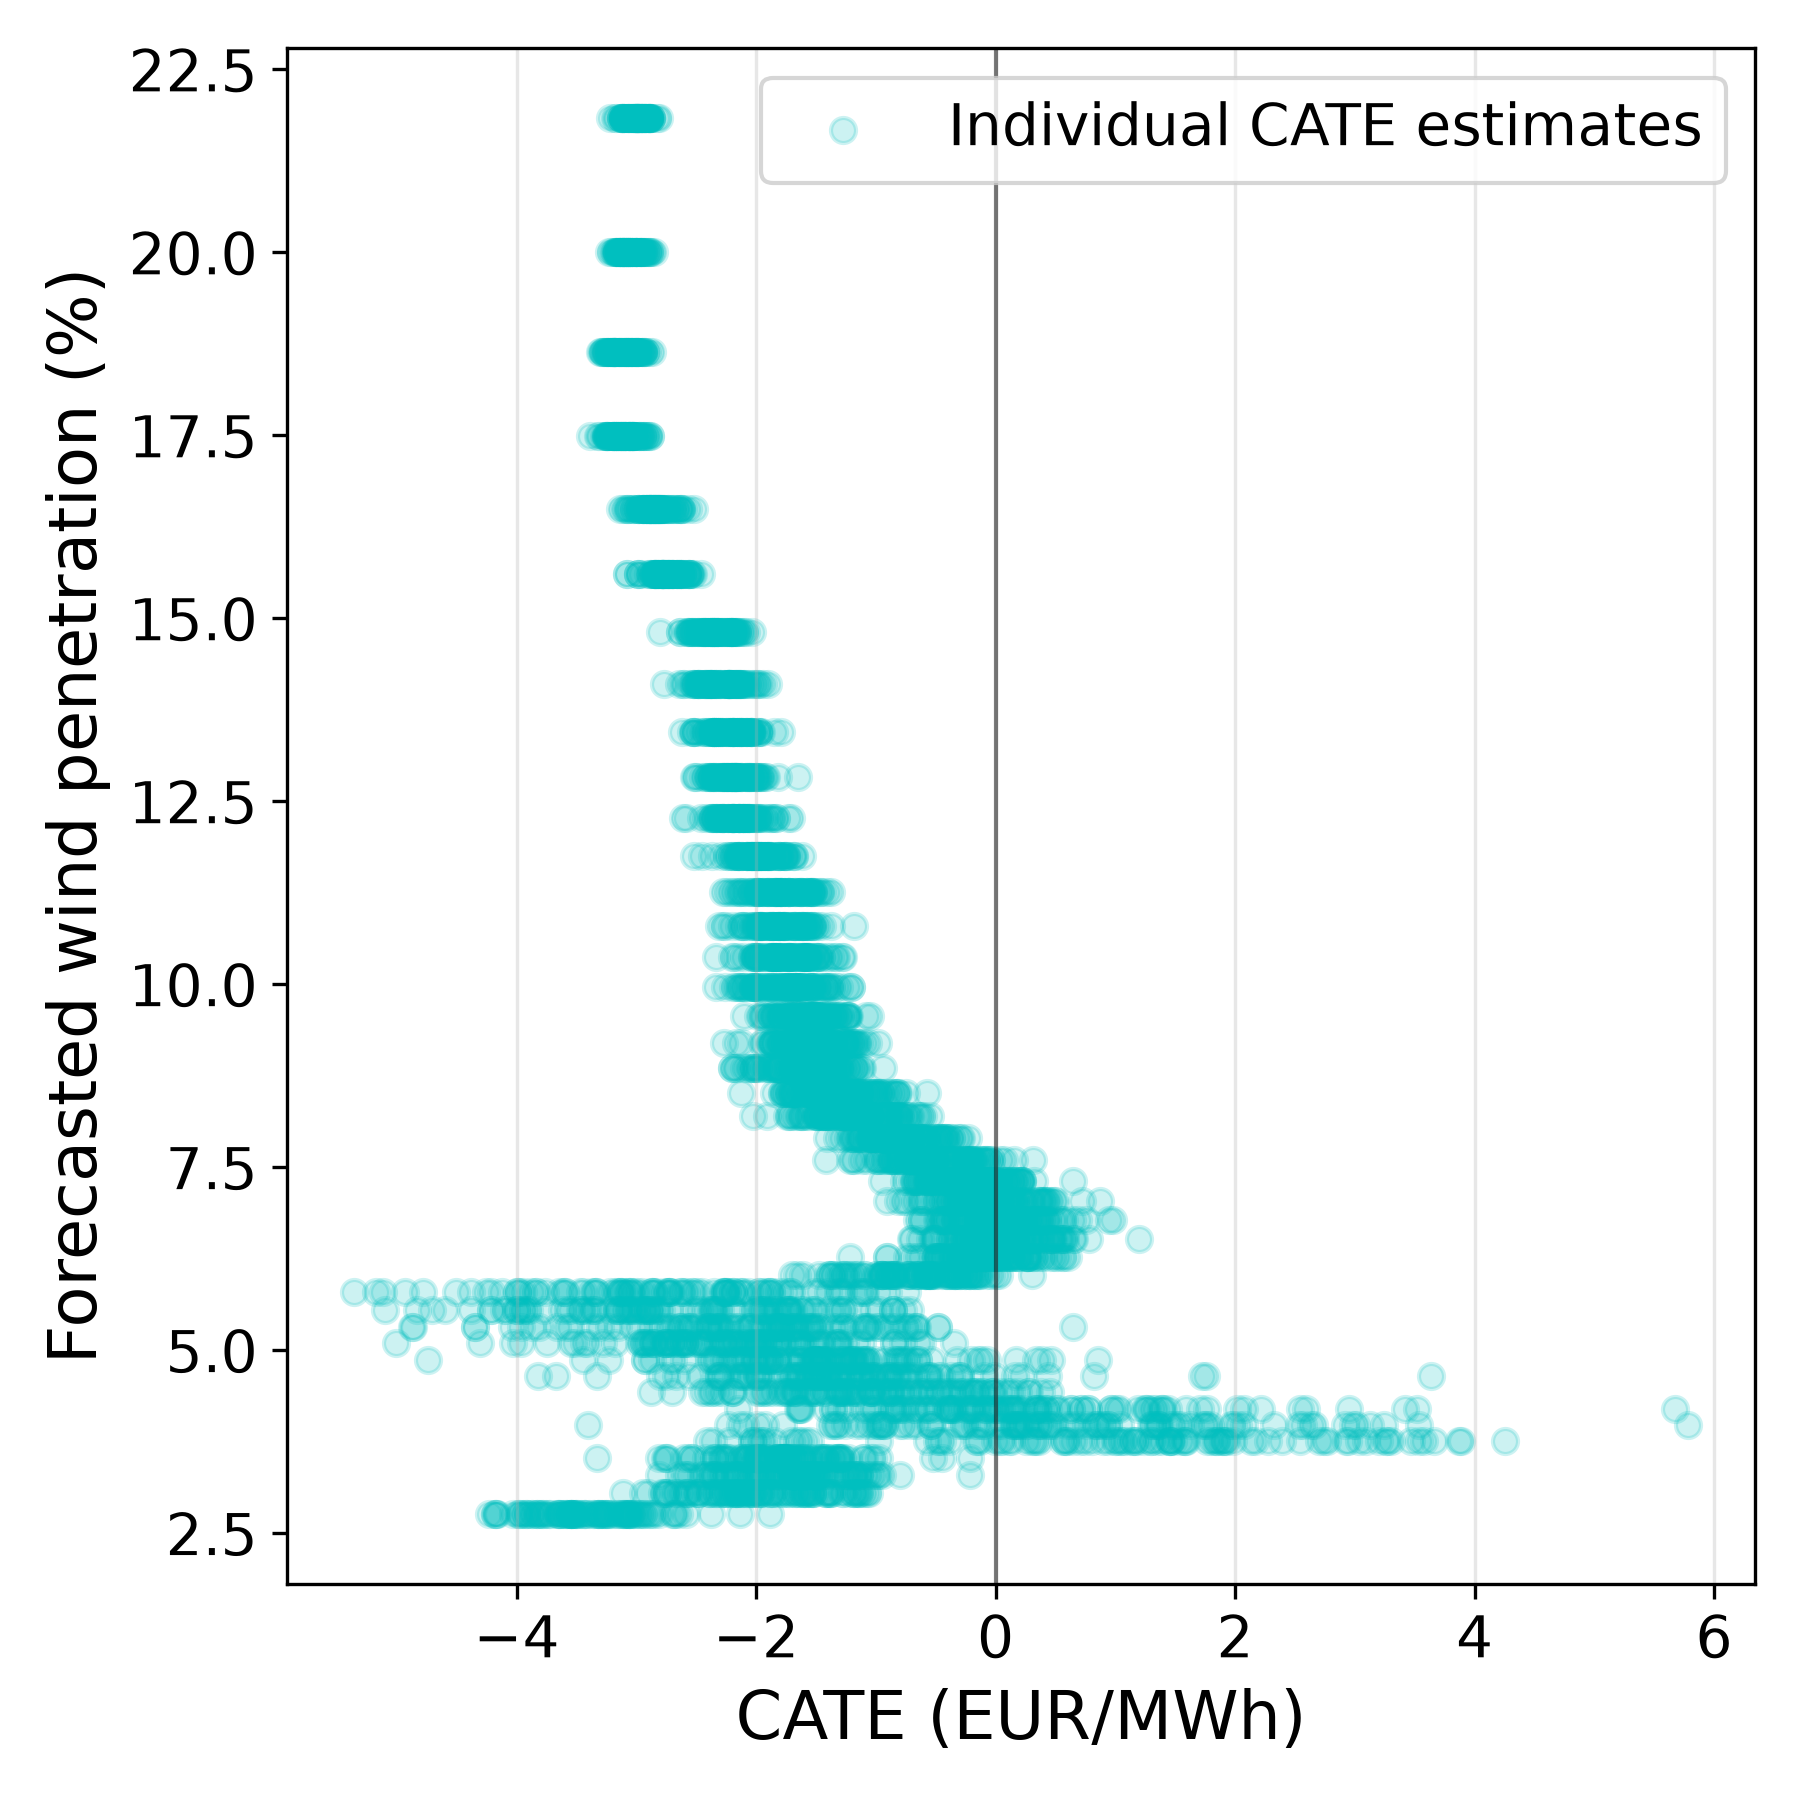 Individual CATE estimates
Forecasted wind penetration (%)
22.5
20.0
17.5
15.0
12.5
10.0
7.5
5.0
2.5
−4 −2 0 2 4 6
CATE (EUR/MWh)